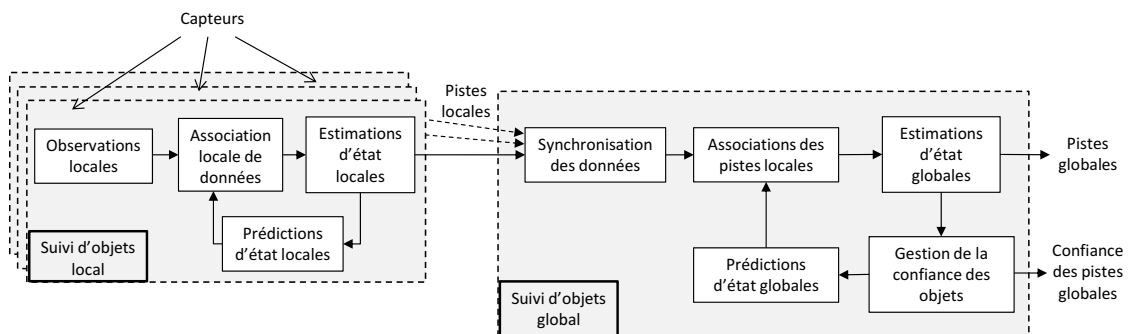 Capteurs
Observations
locales
Association
locale de
données
Estimations
d'état
locales
Prédictions
d'état locales
Suivi d'objets
local
Pistes
locales
Synchronisation
des données
Associations des
pistes locales
Estimations
d'état
globales
Pistes
globales
Prédictions
d'état globales
Gestion de la
confiance des
objets
Confiance
des pistes
globales
Suivi d'objets
global